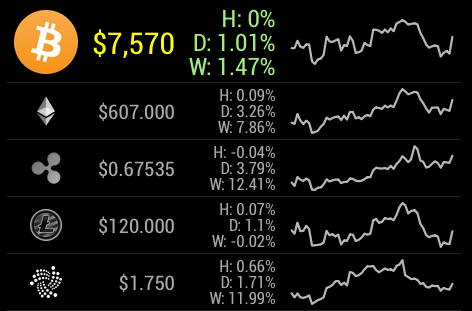 H: 0%
$7,570 D: 1.01%
W: 1.47%
H: 0.09%
$607.000 D: 3.26%
W: 7.86%
H: -0.04%
$0.67535 D: 3.79%
W: 12.41%
H: 0.07%
$120.000 D: 1.1%
W: -0.02%
H: 0.66%
$1.750 D: 1.71%
W: 11.99%